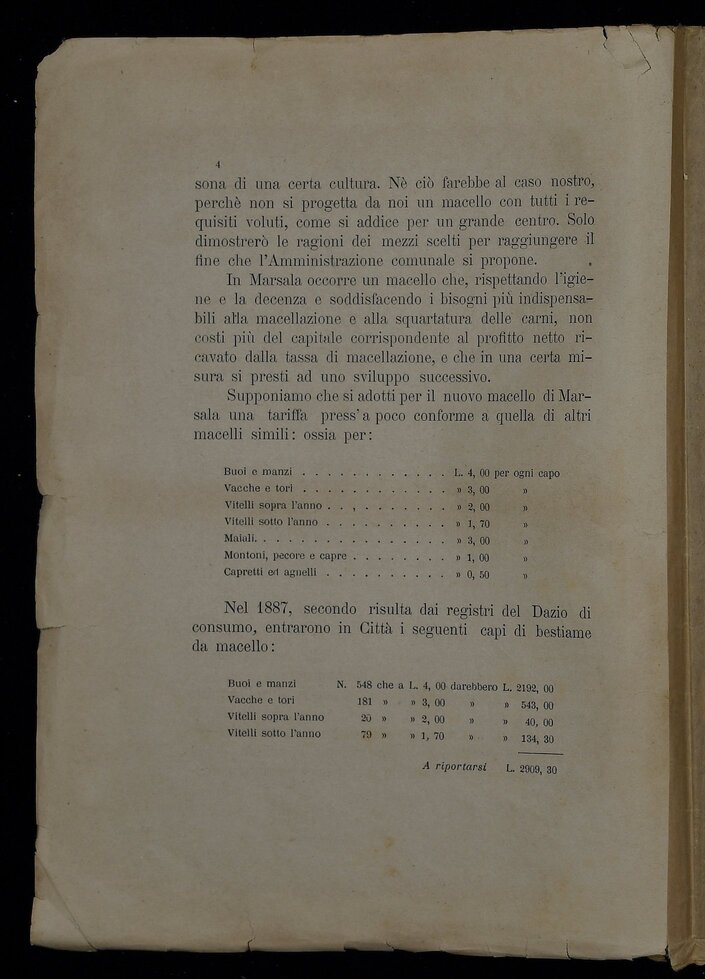 4
sona di una certa cultura. Nè ciò farebbe al caso nostro,
perchè non si progetta da noi un macello con tutti i re-
quisiti voluti, come si addice per un grande centro. Solo
dimostrerò le ragioni dei mezzi scelti per raggiungere il
fine che l'Amministrazione comunale si propone.
In Marsala occorre un macello che, rispettando l'igie-
ne e la decenza e soddisfacendo i bisogni più indispensa-
bili alla macellazione e alla squartatura delle carni, non
costi più del capitale corrispondente al profitto netto ri-
cavato dalla tassa di macellazione, e che in una certa mi-
sura si presti ad uno sviluppo successivo.
Supponiamo che si adotti per il nuovo macello di Mar-
sala una tariffa press'a poco conforme a quella di altri
macelli simili: ossia per:
Buoi e manzi . . . . . . . . . . . . L. 4, 00 per ogni capo
Vacche e tori . . . . . . . . . . . . » 3, 00 »
Vitelli sopra l'anno . . , . . . . . . . » 2, 00 »
Vitelli sotto l'anno . . . . . . . . . . » 1, 70 »
Maiali. . . . . . . . . . . . . . . . » 3, 00 »
Montoni, pecore e capre . . . . . . . . » 1, 00 »
Capretti ed agnelli . . . . . . . . . . » 0, 50 »
Nel 1887, secondo risulta dai registri del Dazio di
consumo, entrarono in Città i seguenti capi di bestiame
da macello:
Buoi e manzi N. 548 che a L. 4, 00 darebbero L. 2192, 00
Vacche e tori 181 » » 3, 00 » » 543, 00
Vitelli sopra l'anno 20 » » 2, 00 » » 40, 00
Vitelli sotto l'anno 79 » » 1, 70 » » 134, 30
A riportarsi L. 2909, 30